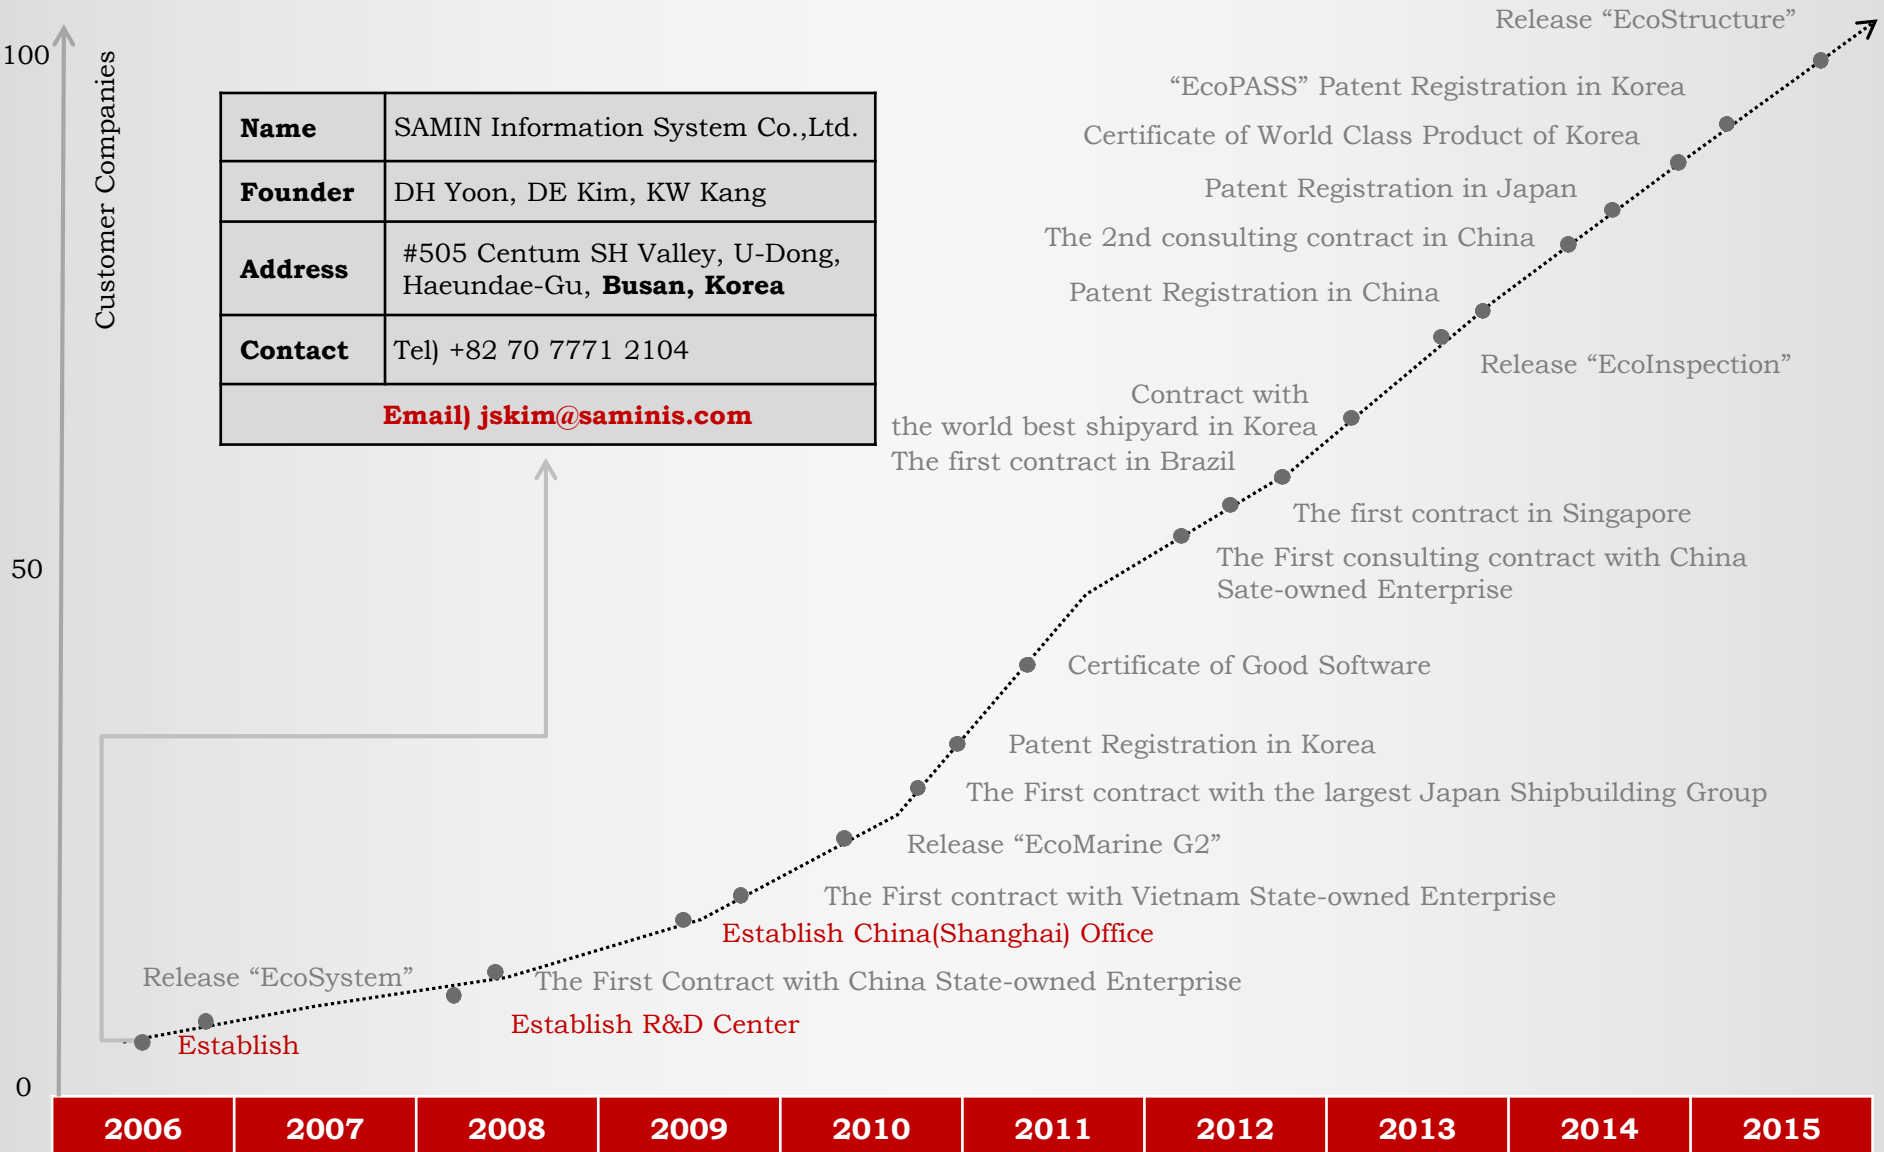 Release “EcoStructure”
100
Customer Companies
“EcoPASS” Patent Registration in Korea
Name
SAMIN Information System Co.,Ltd.
Certificate of World Class Product of Korea
Founder
DH Yoon, DE Kim, KW Kang
Patent Registration in Japan
The 2nd consulting contract in China
Address
#505 Centum SH Valley, U-Dong,
Haeundae-Gu, Busan, Korea
Patent Registration in China
Contact
Tel) +82 70 7771 2104
Release “EcoInspection”
Email) jskim@saminis.com
Contract with
the world best shipyard in Korea
The first contract in Brazil
The first contract in Singapore
50
The First consulting contract with China
Sate-owned Enterprise
Certificate of Good Software
Patent Registration in Korea
The First contract with the largest Japan Shipbuilding Group
Release “EcoMarine G2”
The First contract with Vietnam State-owned Enterprise
Establish China(Shanghai) Office
Release “EcoSystem”
The First Contract with China State-owned Enterprise
Establish R&D Center
Establish
0
2006 2007 2008 2009 2010 2011 2012 2013 2014 2015